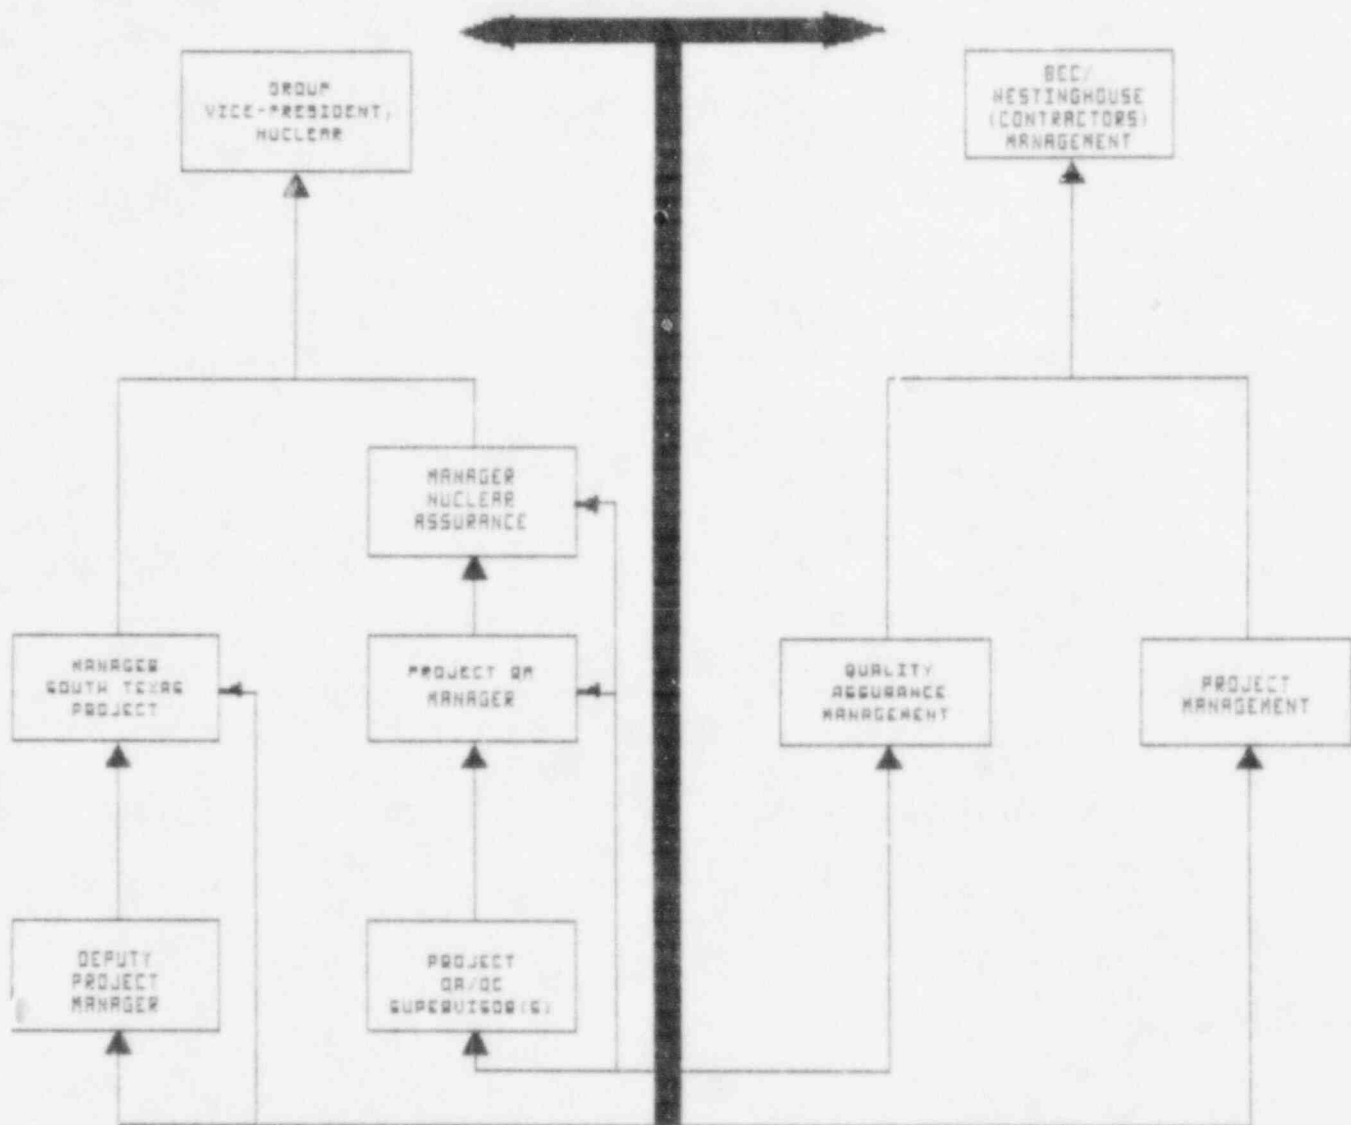 GROUP
VICE-PRESIDENT,
NUCLEAR
BEC/
WESTINGHOUSE
(CONTRACTORS)
MANAGEMENT
MANAGER
NUCLEAR
ASSURANCE
MANAGER
SOUTH TEXAS
PROJECT
PROJECT QA
MANAGER
QUALITY
ASSURANCE
MANAGEMENT
PROJECT
MANAGEMENT
DEPUTY
PROJECT
MANAGER
PROJECT
QA/QC
SUPERVISOR(S)